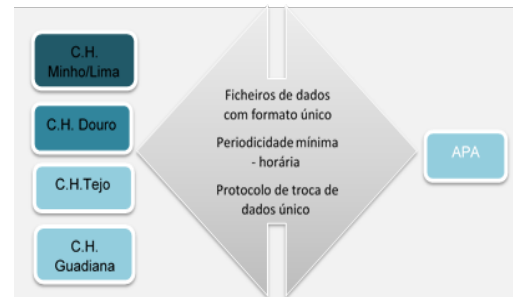 C.H.
Minho/Lima
C.H. Douro
C.H.Tejo
C.H.
Guadiana
Ficheiros de dados
com formato único
Periodicidade mínima
- horária
Protocolo de troca de
dados único
APA